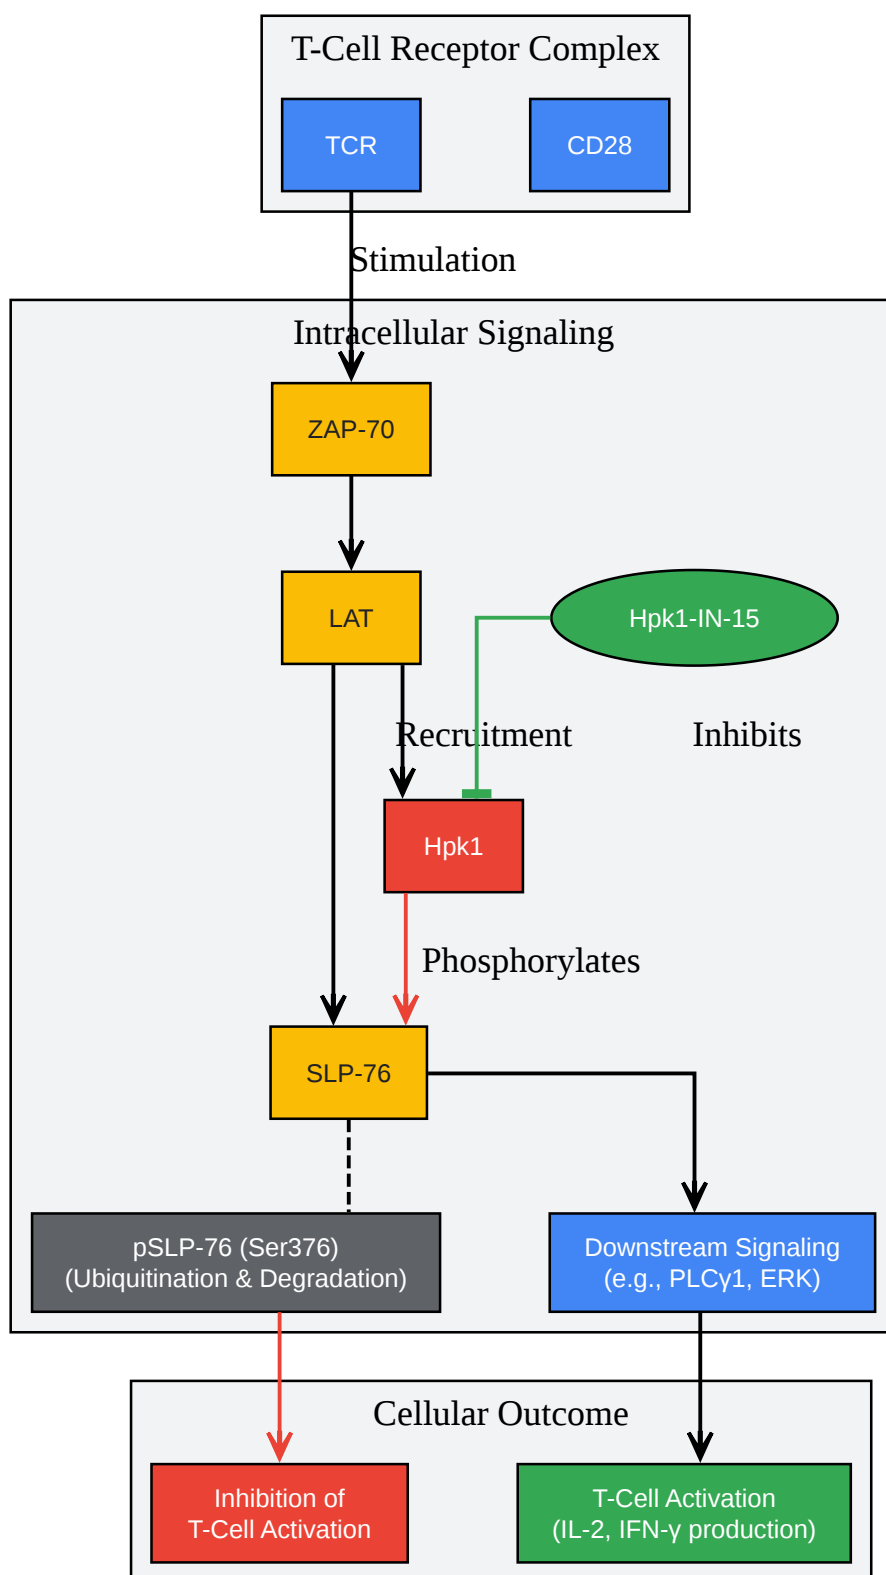 T-Cell Receptor Complex
TCR
CD28
Stimulation
Intracellular Signaling
ZAP-70
LAT
Hpk1-IN-15
Recruitment
Inhibits
Hpk1
Phosphorylates
SLP-76
pSLP-76 (Ser376)
(Ubiquitination & Degradation)
Downstream Signaling
(e.g., PLCγ1, ERK)
Cellular Outcome
Inhibition of
T-Cell Activation
T-Cell Activation
(IL-2, IFN-γ production)